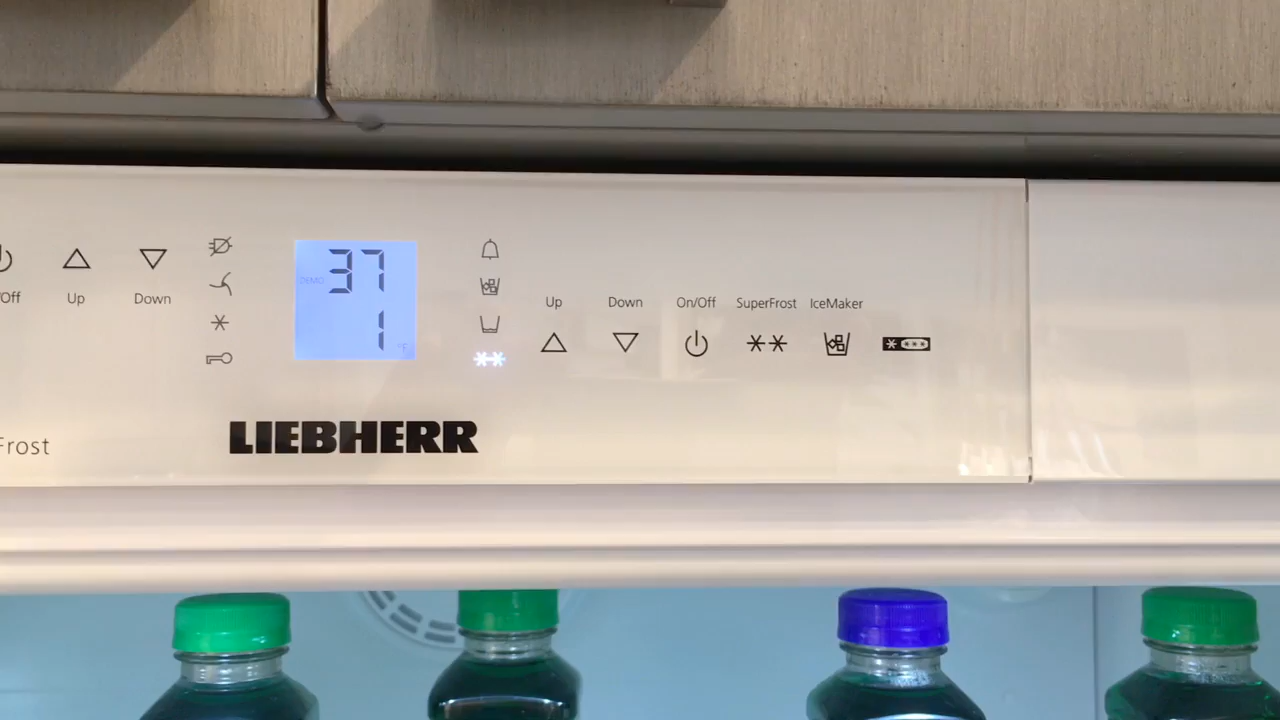 /Off Up Down
DEMO 37
1 °F
Up Down On/Off SuperFrost IceMaker
LIEBHERR
Frost